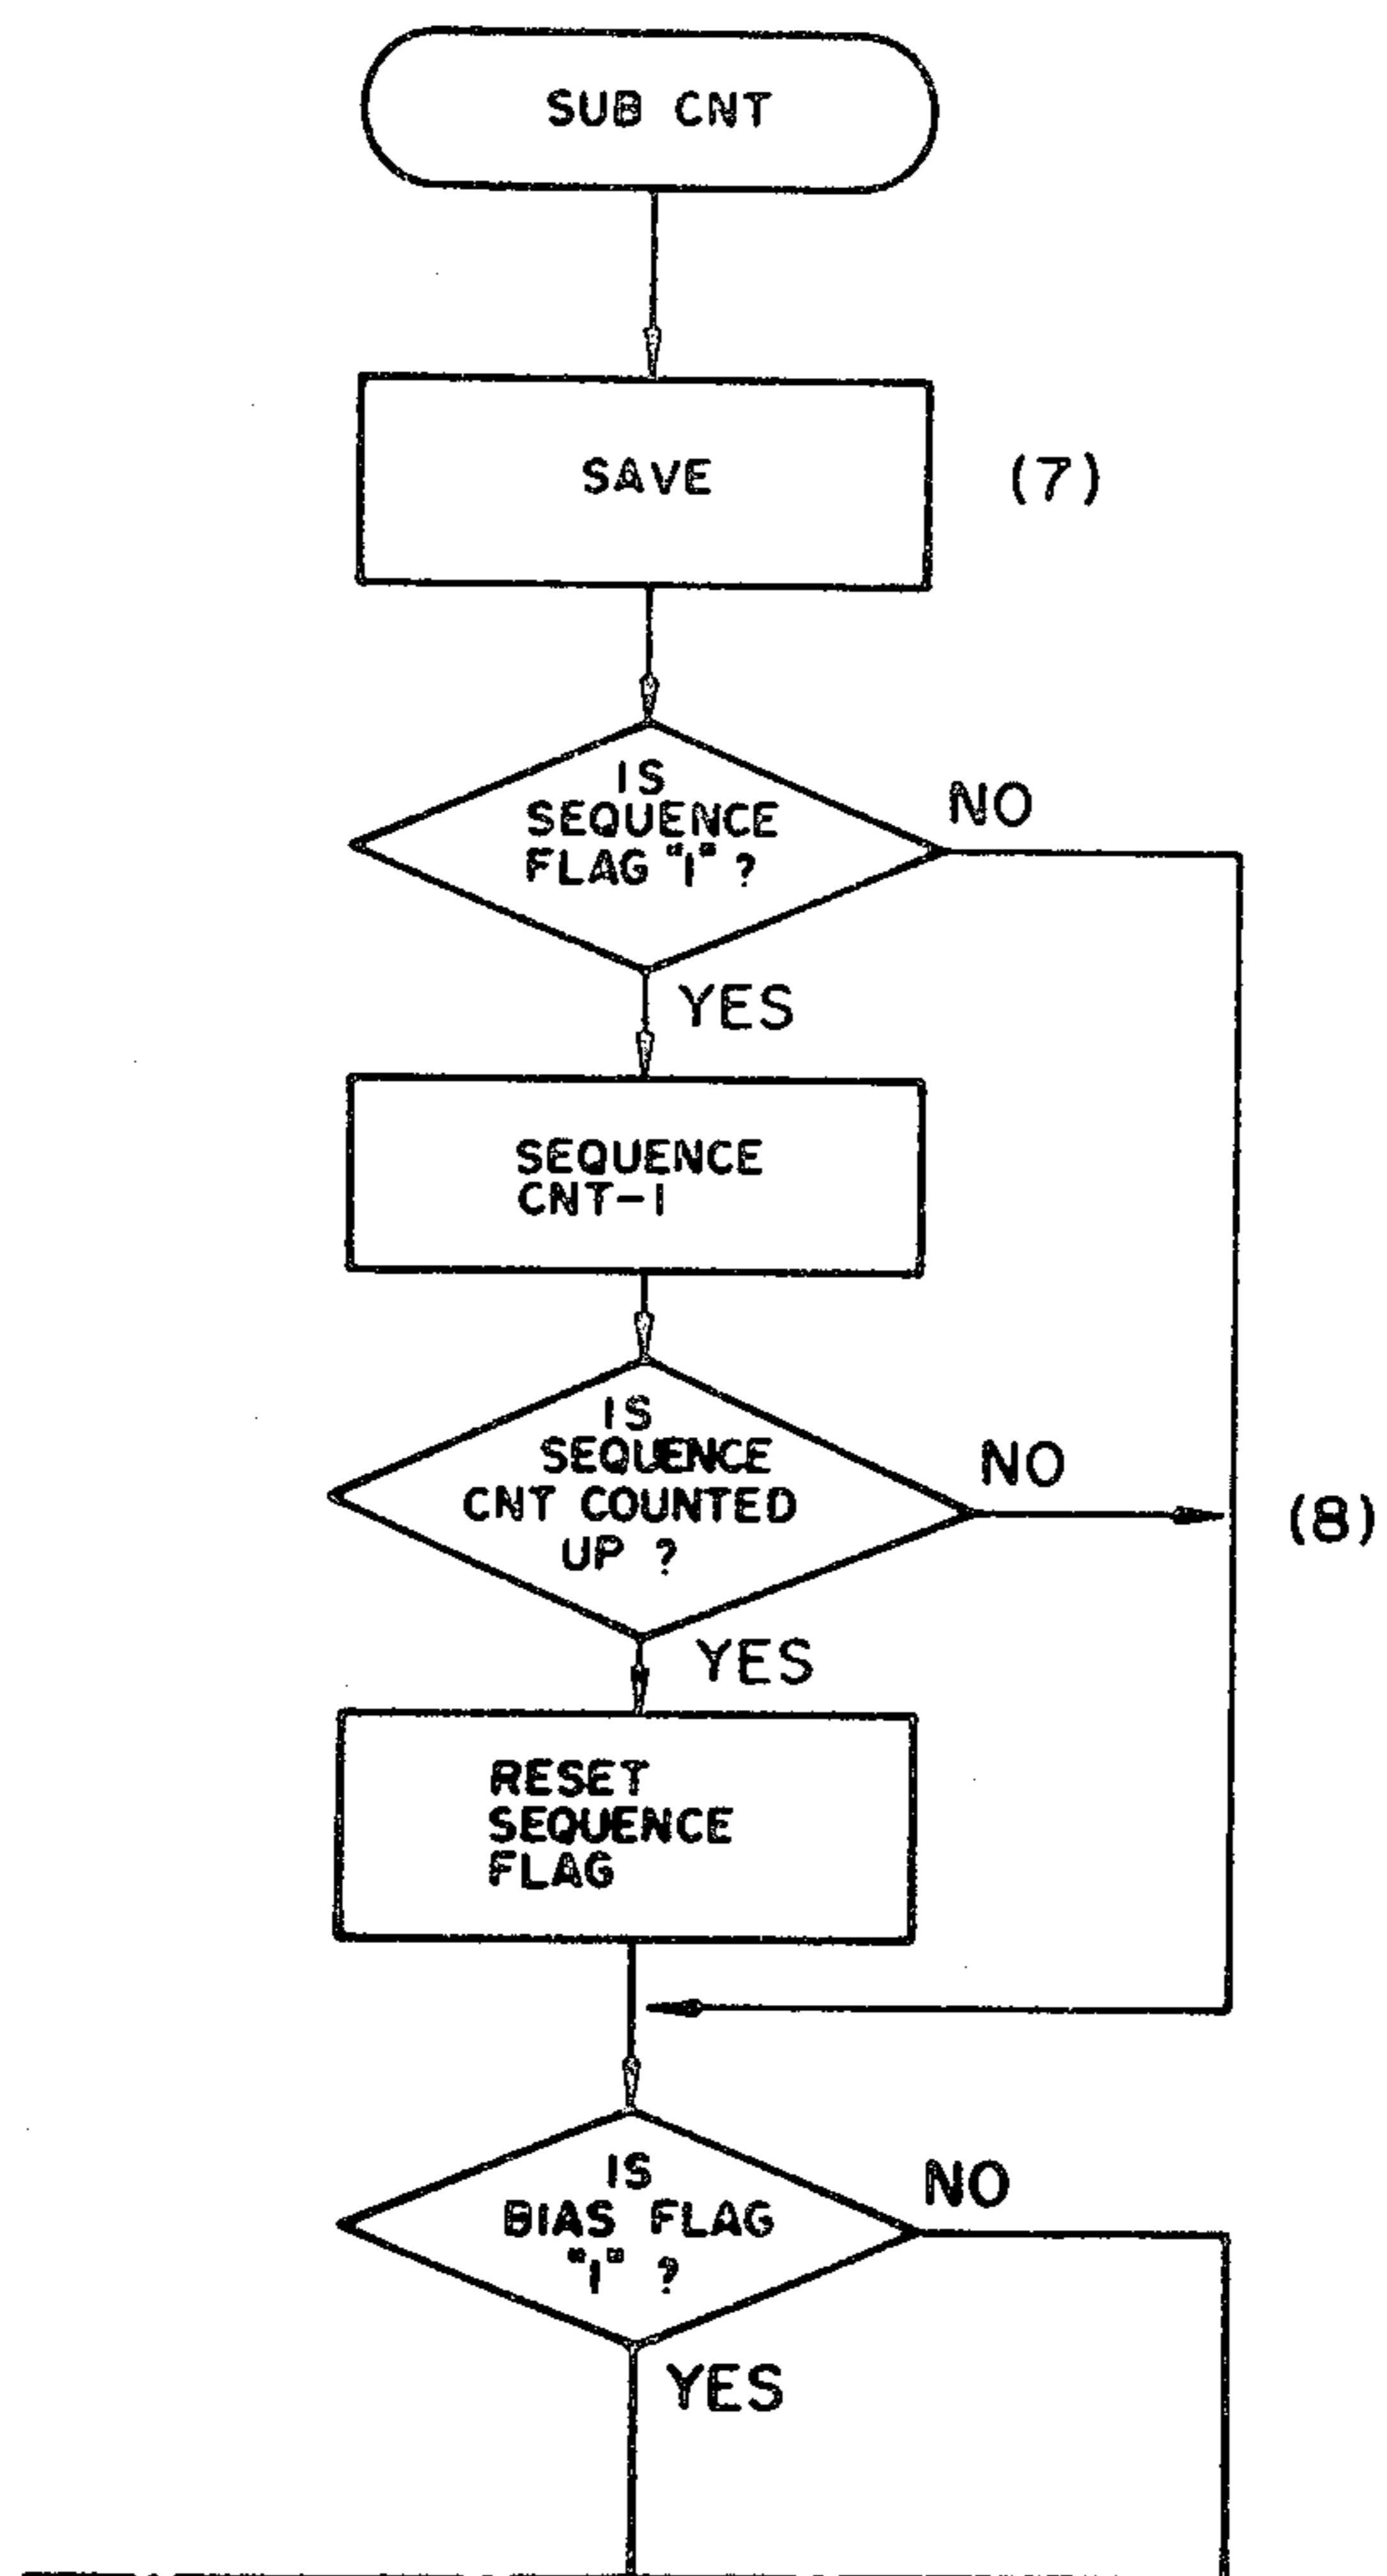 SUB CNT
SAVE
(7)
IS
SEQUENCE
FLAG "1" ?
NO
YES
SEQUENCE
CNT-1
IS
SEQUENCE
CNT COUNTED
UP ?
NO
(8)
YES
RESET
SEQUENCE
FLAG
IS
BIAS FLAG
"1" ?
NO
YES